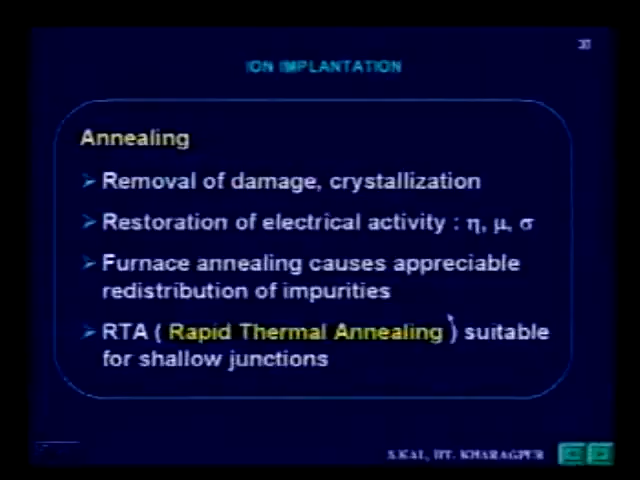 ION IMPLANTATION
Annealing
➢ Removal of damage, crystallization
➢ Restoration of electrical activity : η, μ, σ
➢ Furnace annealing causes appreciable
redistribution of impurities
➢ RTA ( Rapid Thermal Annealing ) suitable
for shallow junctions
S.KAL, IIT. KHARAGPUR